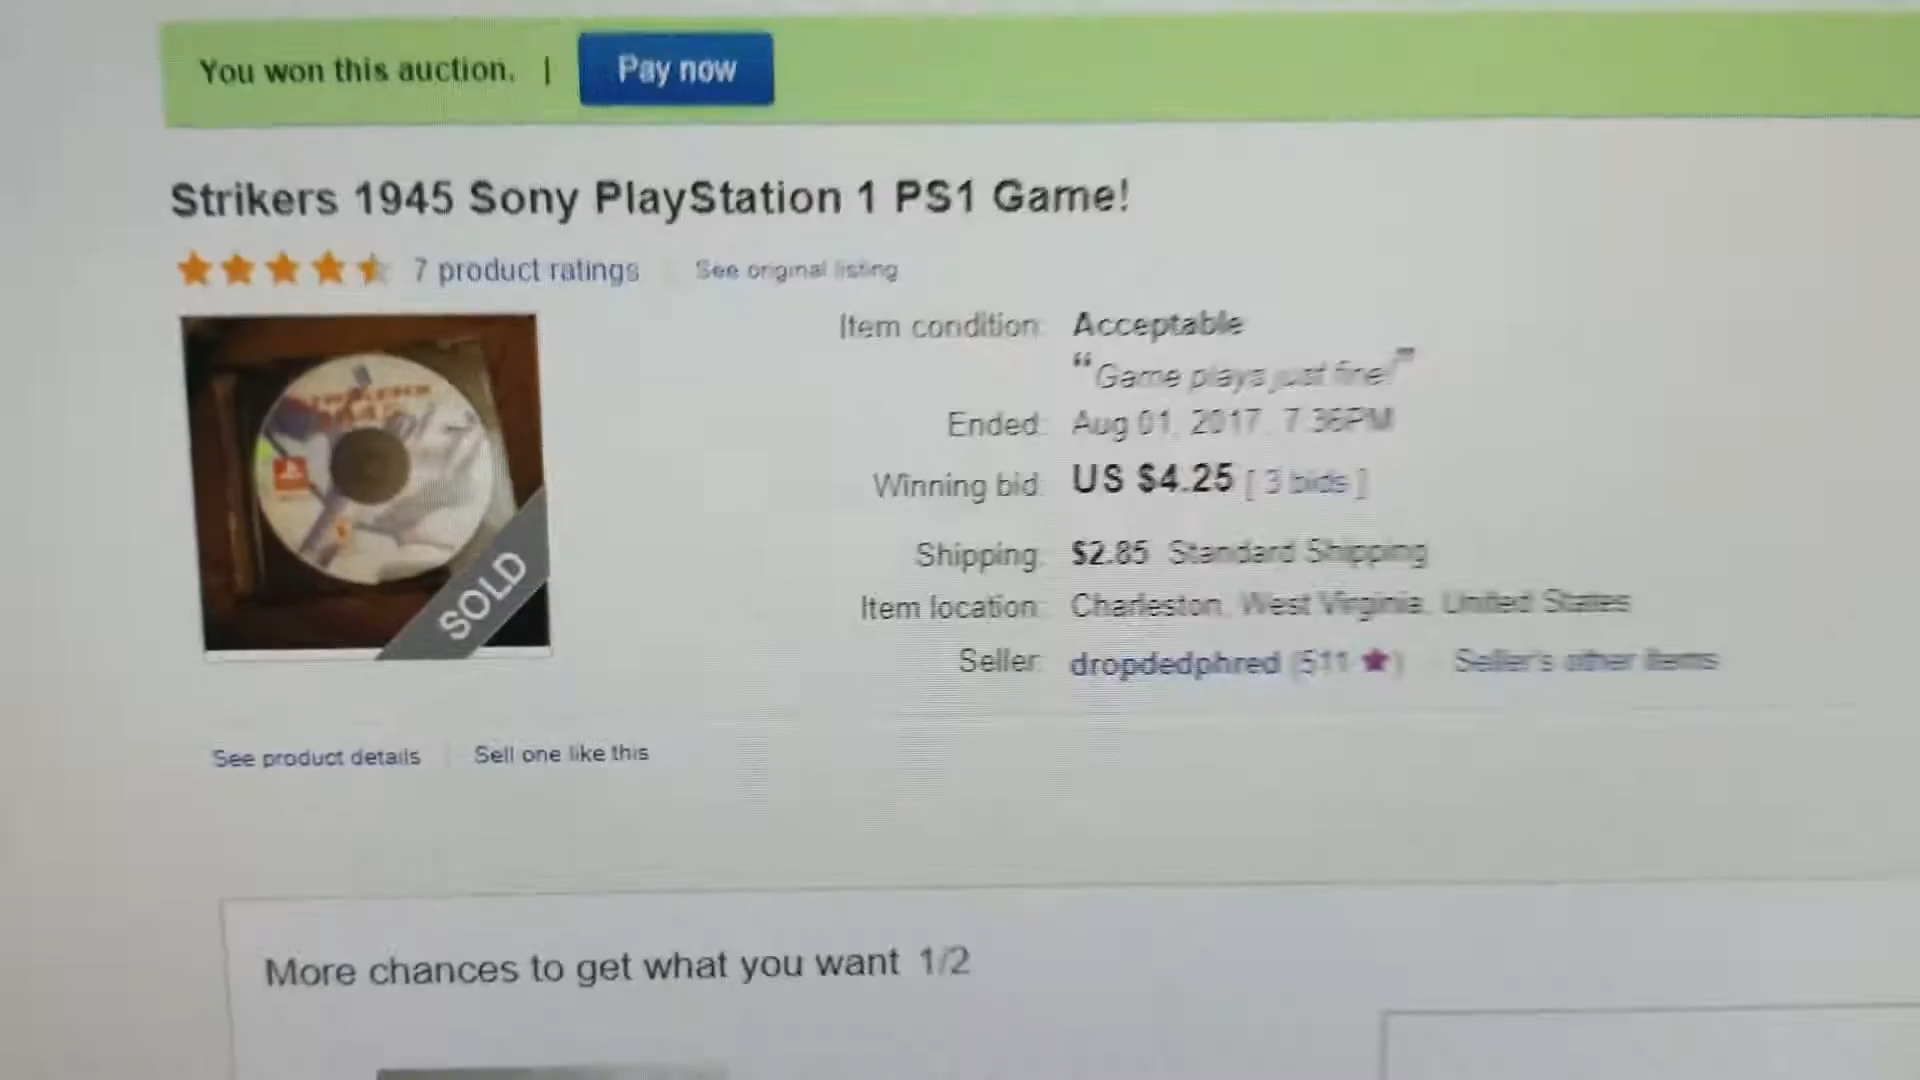 You won this auction. | Pay now
Strikers 1945 Sony PlayStation 1 PS1 Game!
7 product ratings See original listing
Item condition: Acceptable
“Game plays just fine!”
Ended: Aug 01, 2017, 7:36PM
Winning bid: US $4.25 [ 3 bids ]
Shipping: $2.85 Standard Shipping
Item location: Charleston, West Virginia, United States
Seller: dropdedphred (511 ★) Seller's other items
SOLD
See product details Sell one like this
More chances to get what you want 1/2